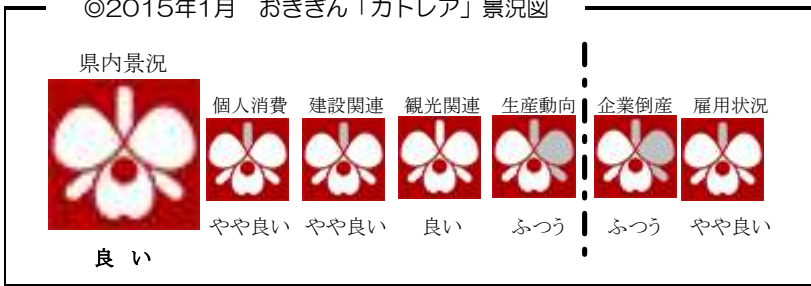 ◎2015年1月　おきぎん「カトレア」景況図
県内景況
個人消費　建設関連　観光関連　生産動向　企業倒産　雇用状況
やや良い　やや良い　良い　ふつう　ふつう　やや良い
良　い